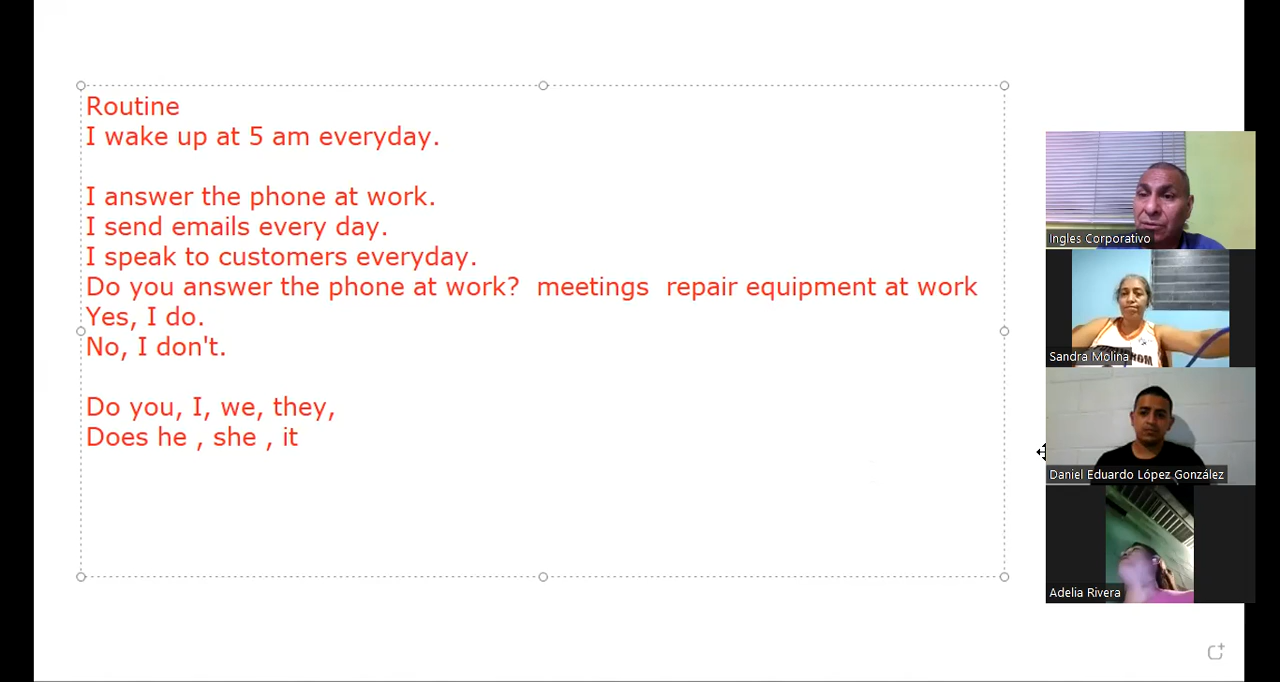 Routine
I wake up at 5 am everyday.
I answer the phone at work.
I send emails every day.
I speak to customers everyday.
Do you answer the phone at work?  meetings  repair equipment at work
Yes, I do.
No, I don't.
Do you, I, we, they,
Does he , she , it
Ingles Corporativo
Sandra Molina
Daniel Eduardo López González
Adelia Rivera